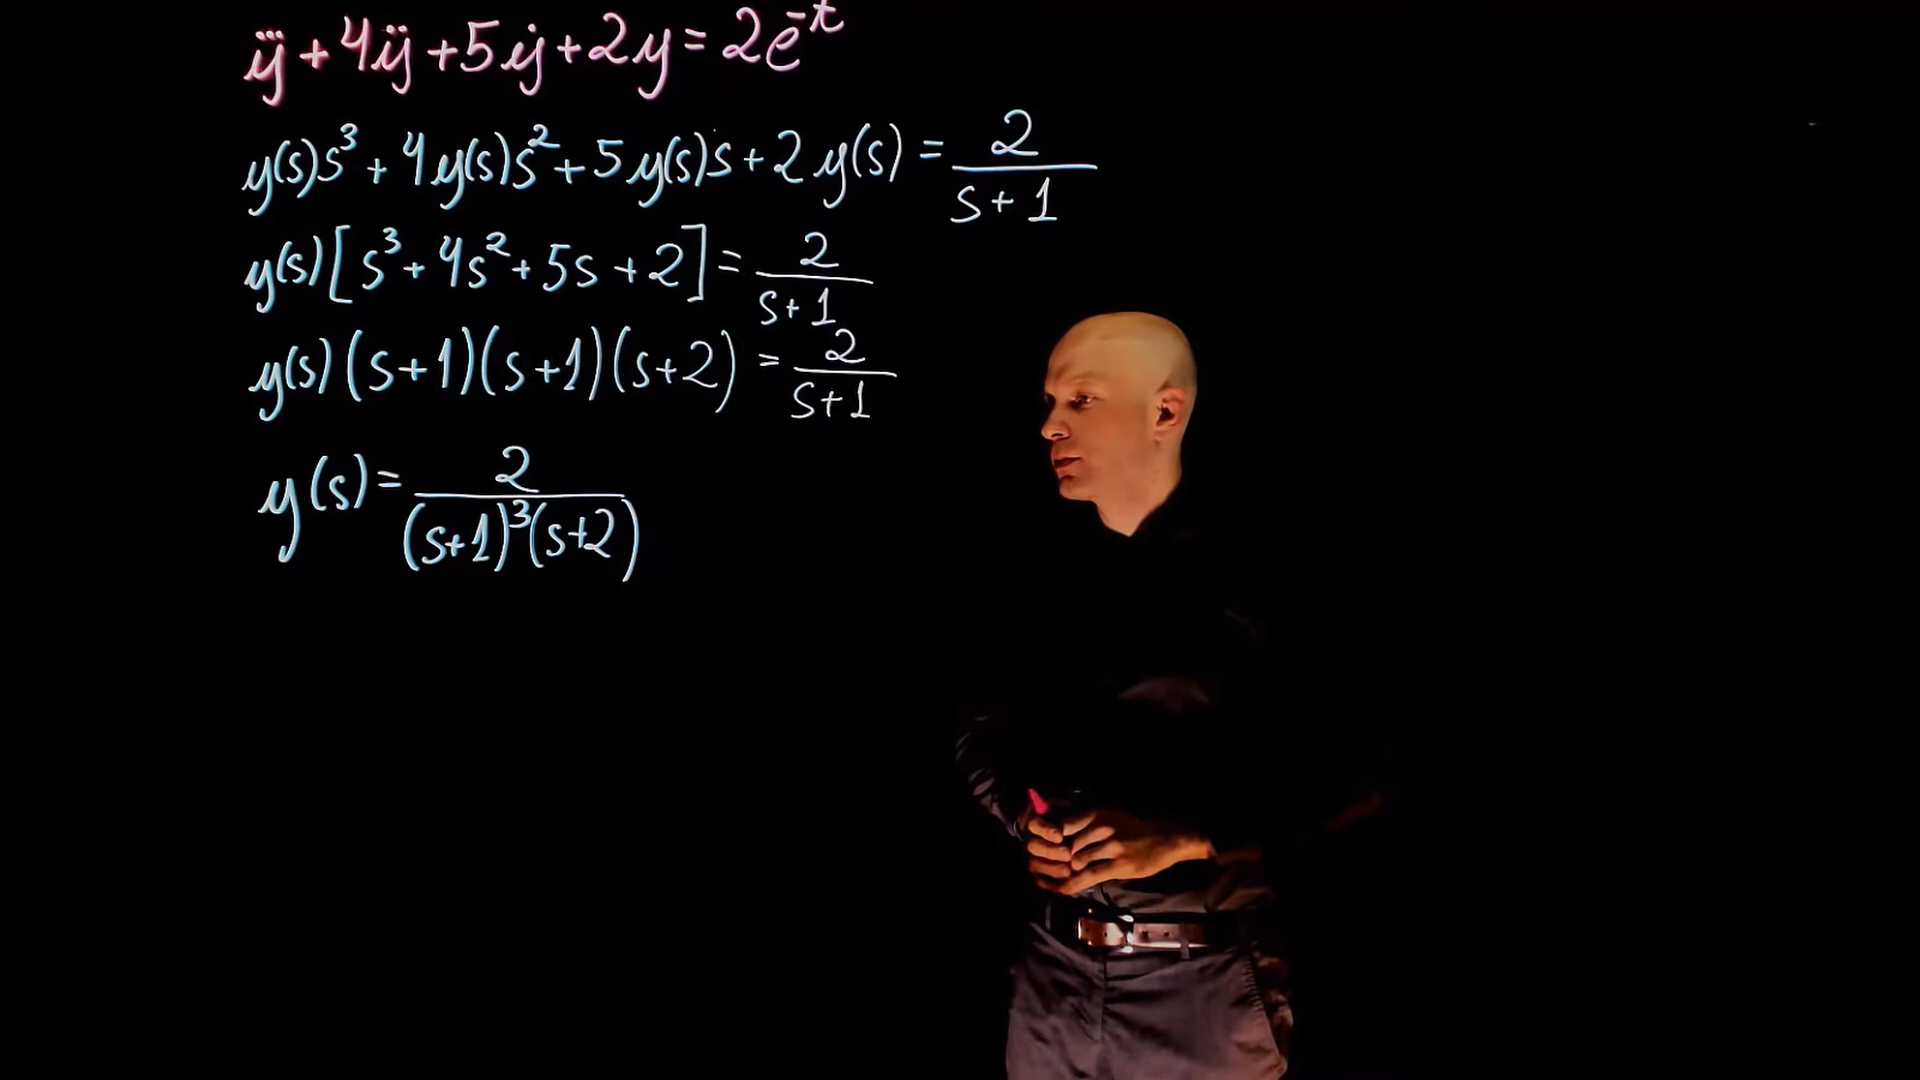 y⃛ + 4ÿ + 5ẏ + 2y = 2e^{-t}
y(s)s³ + 4y(s)s² + 5y(s)s + 2y(s) = 2/(s+1)
y(s)[s³ + 4s² + 5s + 2] = 2/(s+1)
y(s)(s+1)(s+1)(s+2) = 2/(s+1)
y(s) = 2/((s+1)³(s+2))